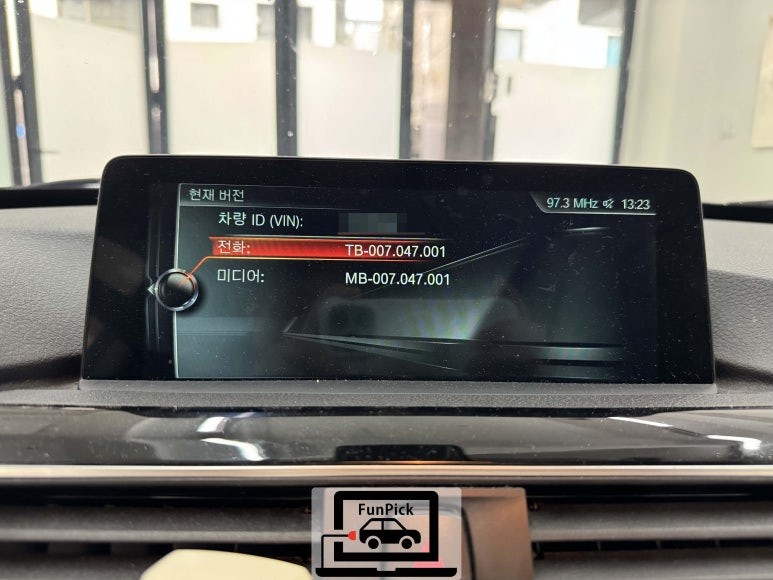 현재 버전
97.3 MHz 13:23
차량 ID (VIN):
전화: TB-007.047.001
미디어: MB-007.047.001
FunPick